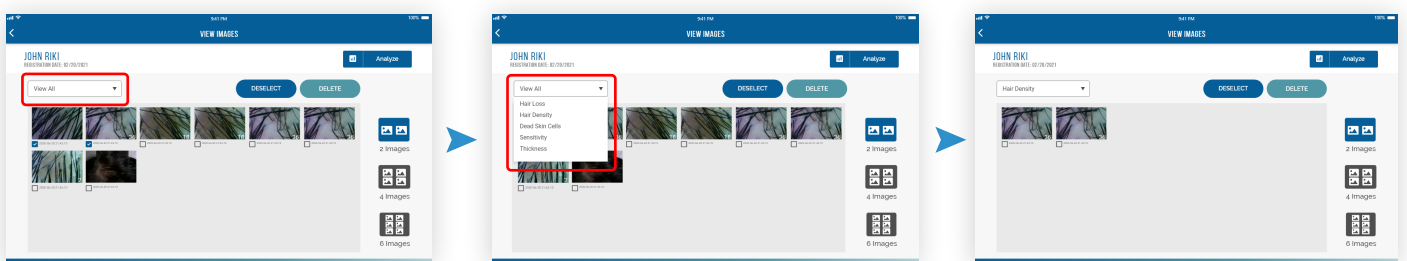 9:41 PM
100%
VIEW IMAGES
JOHN RIKI
REGISTRATION DATE: 02/20/2021
Analyze
View All
DESELECT
DELETE
2 Images
4 Images
6 Images
9:41 PM
100%
VIEW IMAGES
JOHN RIKI
REGISTRATION DATE: 02/20/2021
Analyze
View All
DESELECT
DELETE
Hair Loss
Hair Density
Dead Skin Cells
Sensitivity
Thickness
2 Images
4 Images
6 Images
9:41 PM
100%
VIEW IMAGES
JOHN RIKI
REGISTRATION DATE: 02/20/2021
Analyze
Hair Density
DESELECT
DELETE
2 Images
4 Images
6 Images